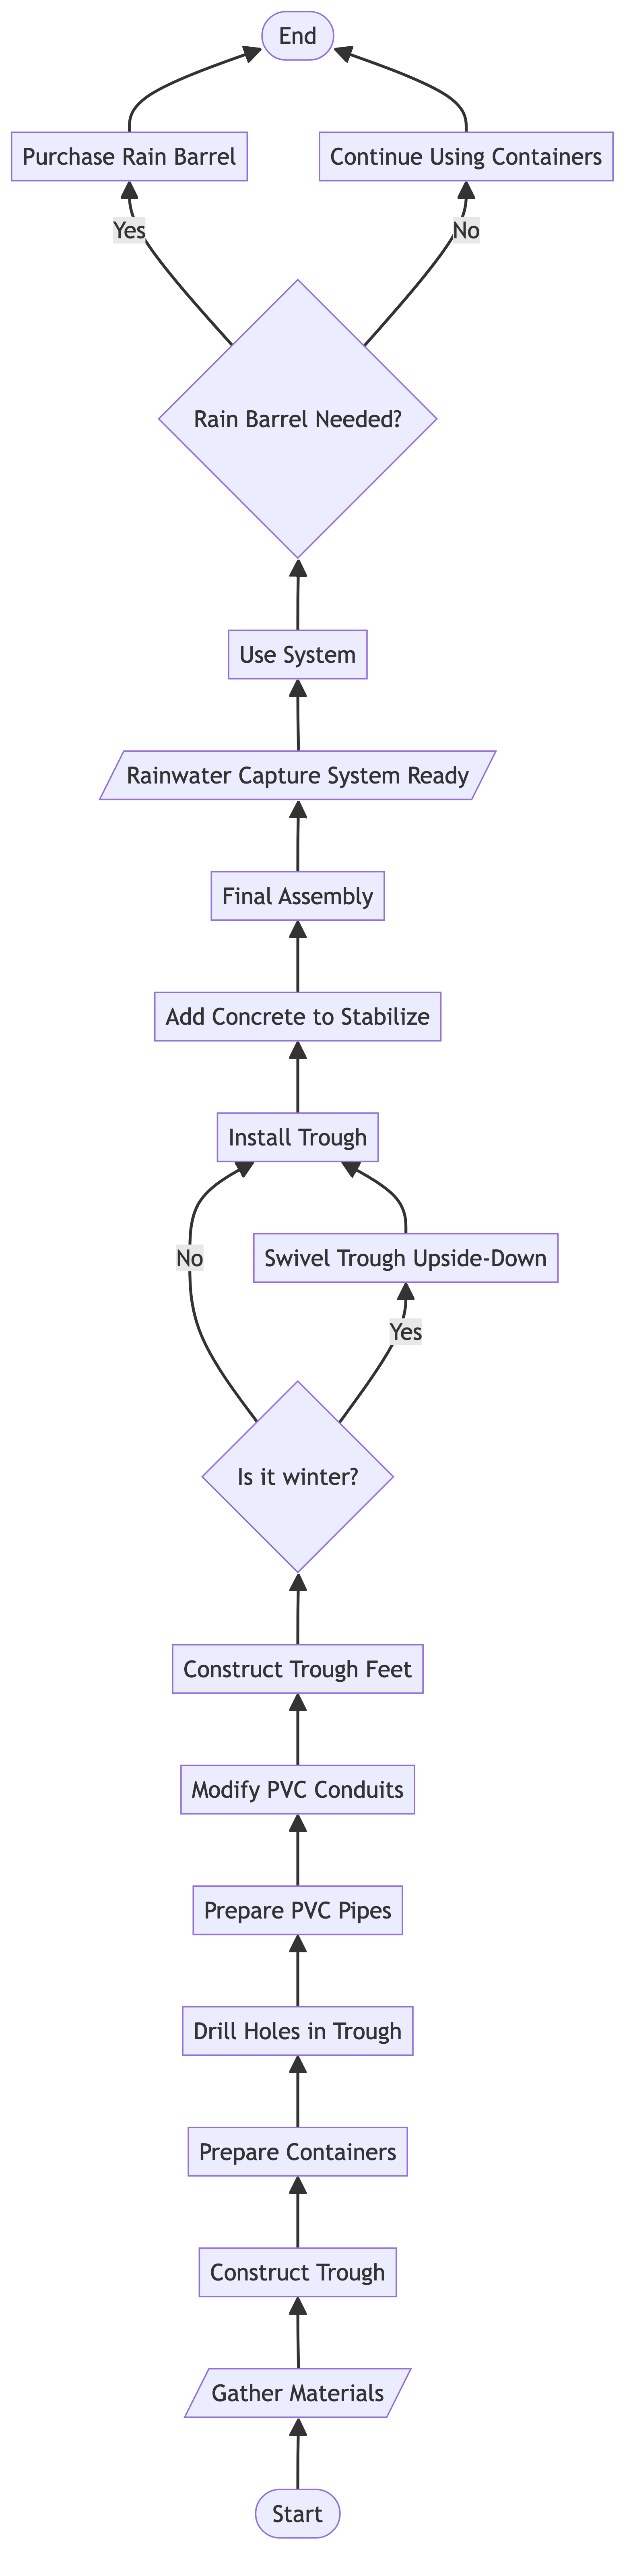 End
Purchase Rain Barrel
Continue Using Containers
Yes
No
Rain Barrel Needed?
Use System
Rainwater Capture System Ready
Final Assembly
Add Concrete to Stabilize
Install Trough
No
Swivel Trough Upside-Down
Yes
Is it winter?
Construct Trough Feet
Modify PVC Conduits
Prepare PVC Pipes
Drill Holes in Trough
Prepare Containers
Construct Trough
Gather Materials
Start